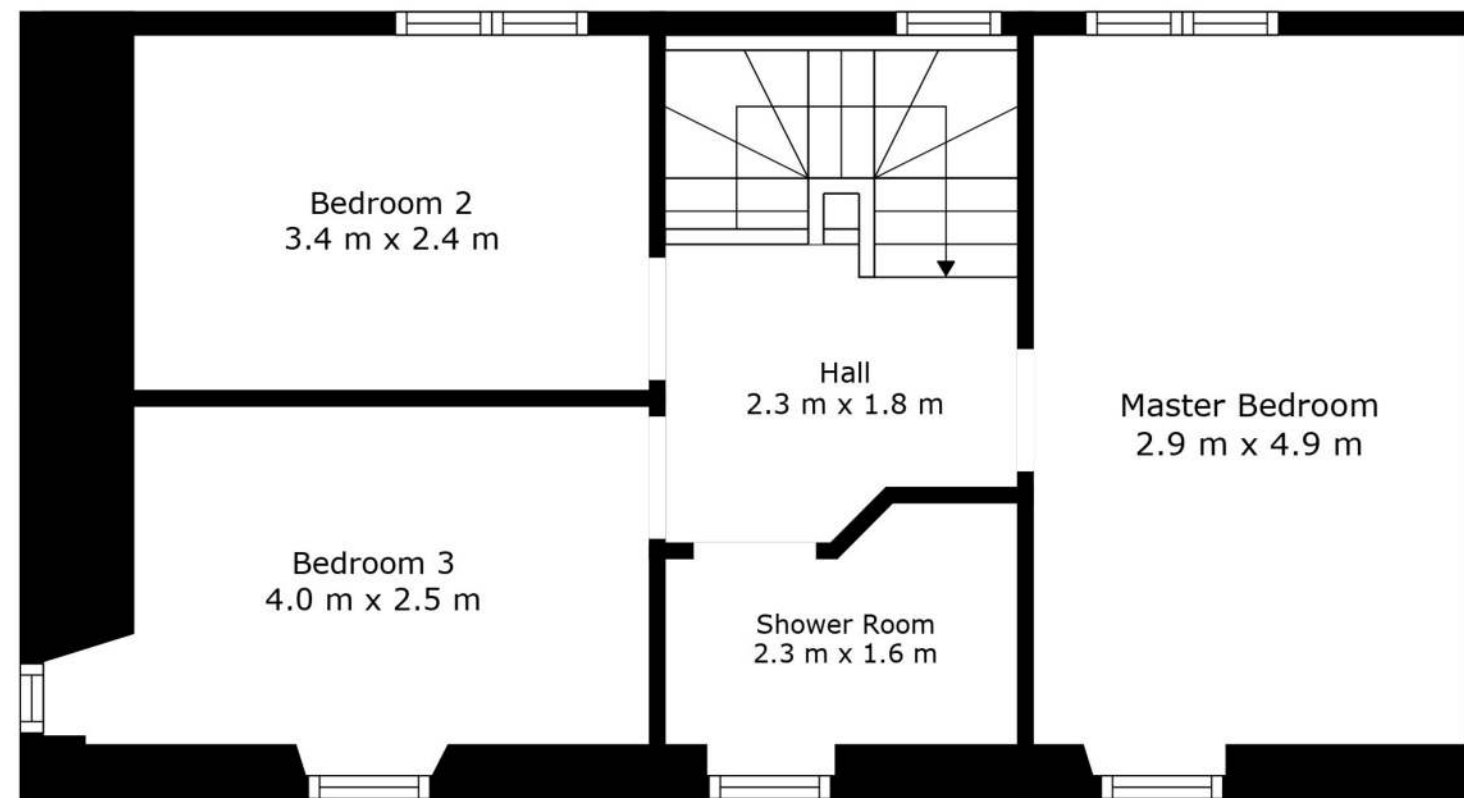 Bedroom 2
3.4 m x 2.4 m
Hall
2.3 m x 1.8 m
Master Bedroom
2.9 m x 4.9 m
Bedroom 3
4.0 m x 2.5 m
Shower Room
2.3 m x 1.6 m